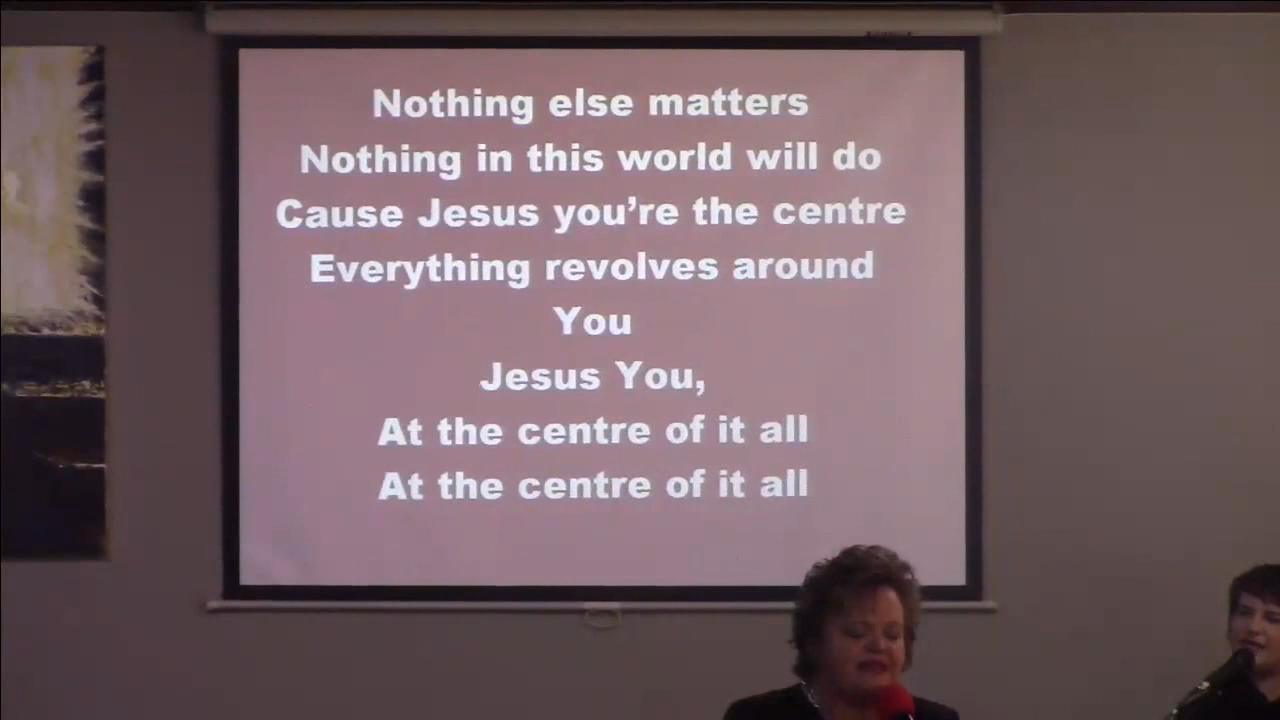 Nothing else matters
Nothing in this world will do
Cause Jesus you’re the centre
Everything revolves around
You
Jesus You,
At the centre of it all
At the centre of it all